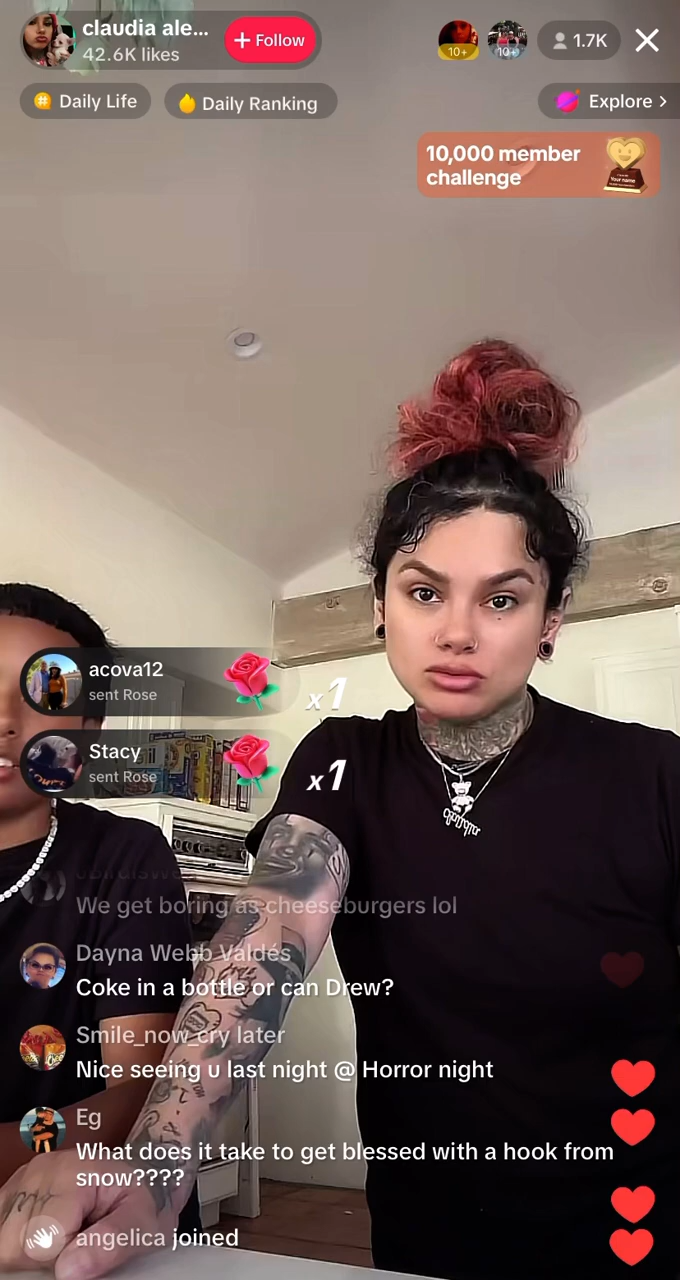 claudia ale...
42.6K likes
+ Follow
10+
10+
1.7K
Daily Life
Daily Ranking
Explore >
10,000 member
challenge
Your name
acova12
sent Rose
x1
Stacy
sent Rose
x1
We get boring as cheeseburgers lol
Dayna Webb Valdés
Coke in a bottle or can Drew?
Smile_now_cry later
Nice seeing u last night @ Horror night
Eg
What does it take to get blessed with a hook from
snow????
angelica joined